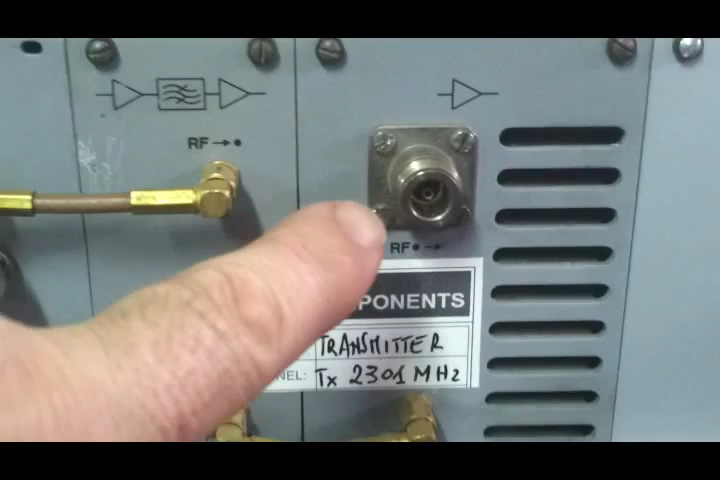 RF→•
RF•→
PONENTS
TRANSMITTER
NEL: Tx 2301 MHz